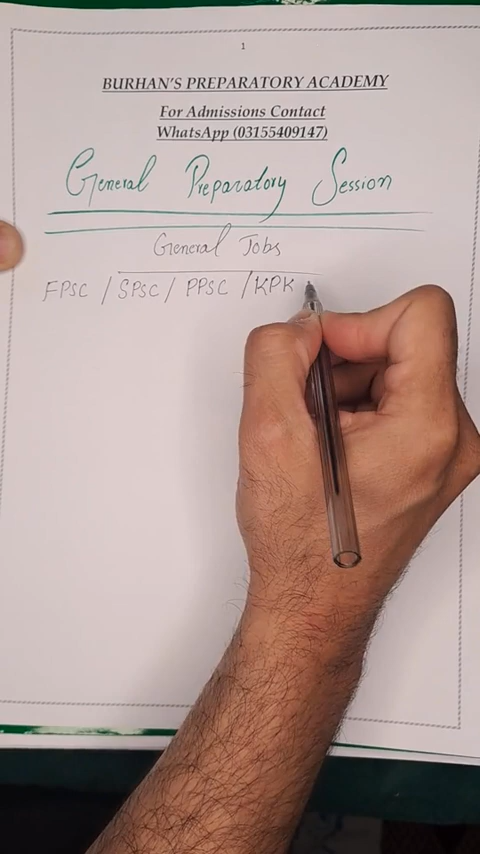 1
BURHAN'S PREPARATORY ACADEMY
For Admissions Contact
WhatsApp (03155409147)
General Preparatory Session
General Jobs
FPSC / SPSC / PPSC / KPK